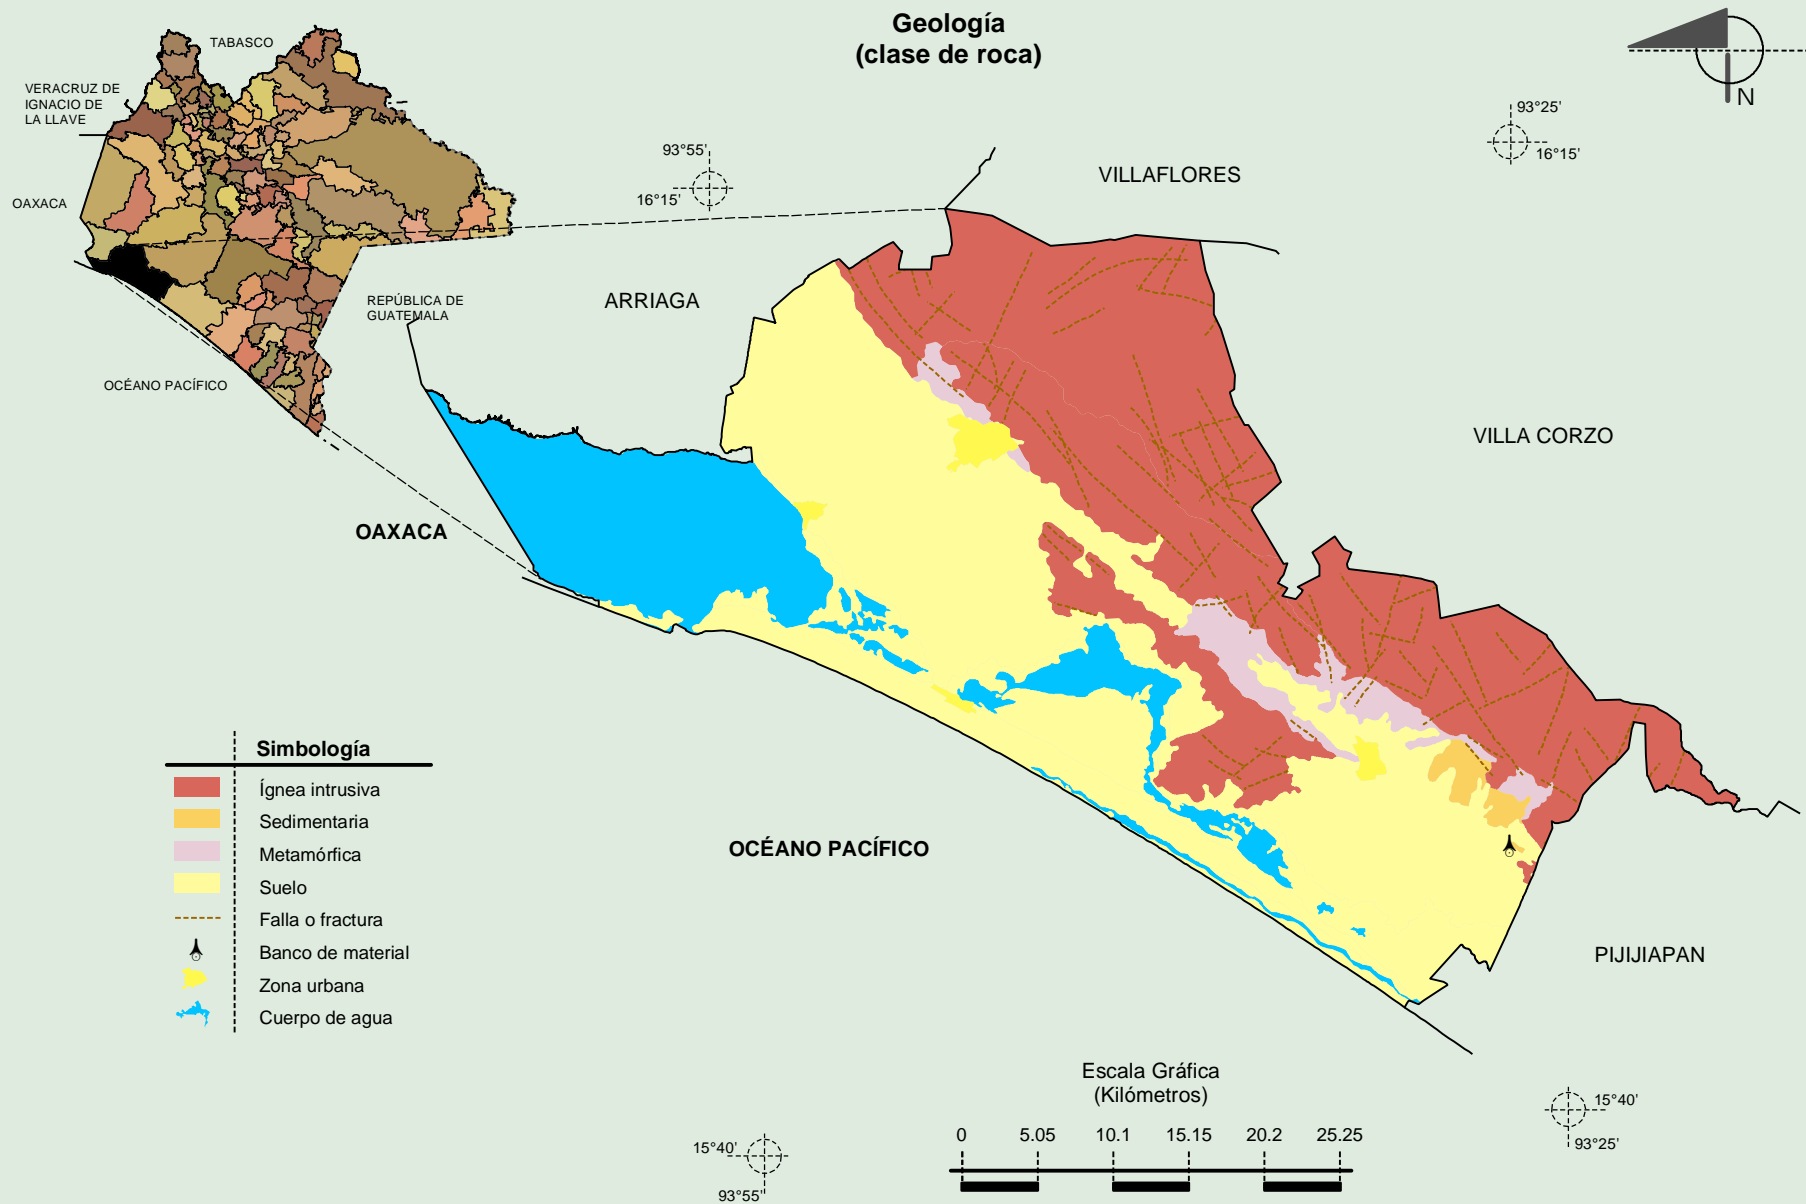 Geología
(clase de roca)
N
TABASCO
VERACRUZ DE
IGNACIO DE
LA LLAVE
OAXACA
REPÚBLICA DE
GUATEMALA
OCÉANO PACÍFICO
93°55'
16°15'
93°25'
16°15'
VILLAFLORES
ARRIAGA
VILLA CORZO
OAXACA
OCÉANO PACÍFICO
PIJIJIAPAN
Simbología
Ígnea intrusiva
Sedimentaria
Metamórfica
Suelo
Falla o fractura
Banco de material
Zona urbana
Cuerpo de agua
Escala Gráfica
(Kilómetros)
0 5.05 10.1 15.15 20.2 25.25
15°40'
93°55'
15°40'
93°25'